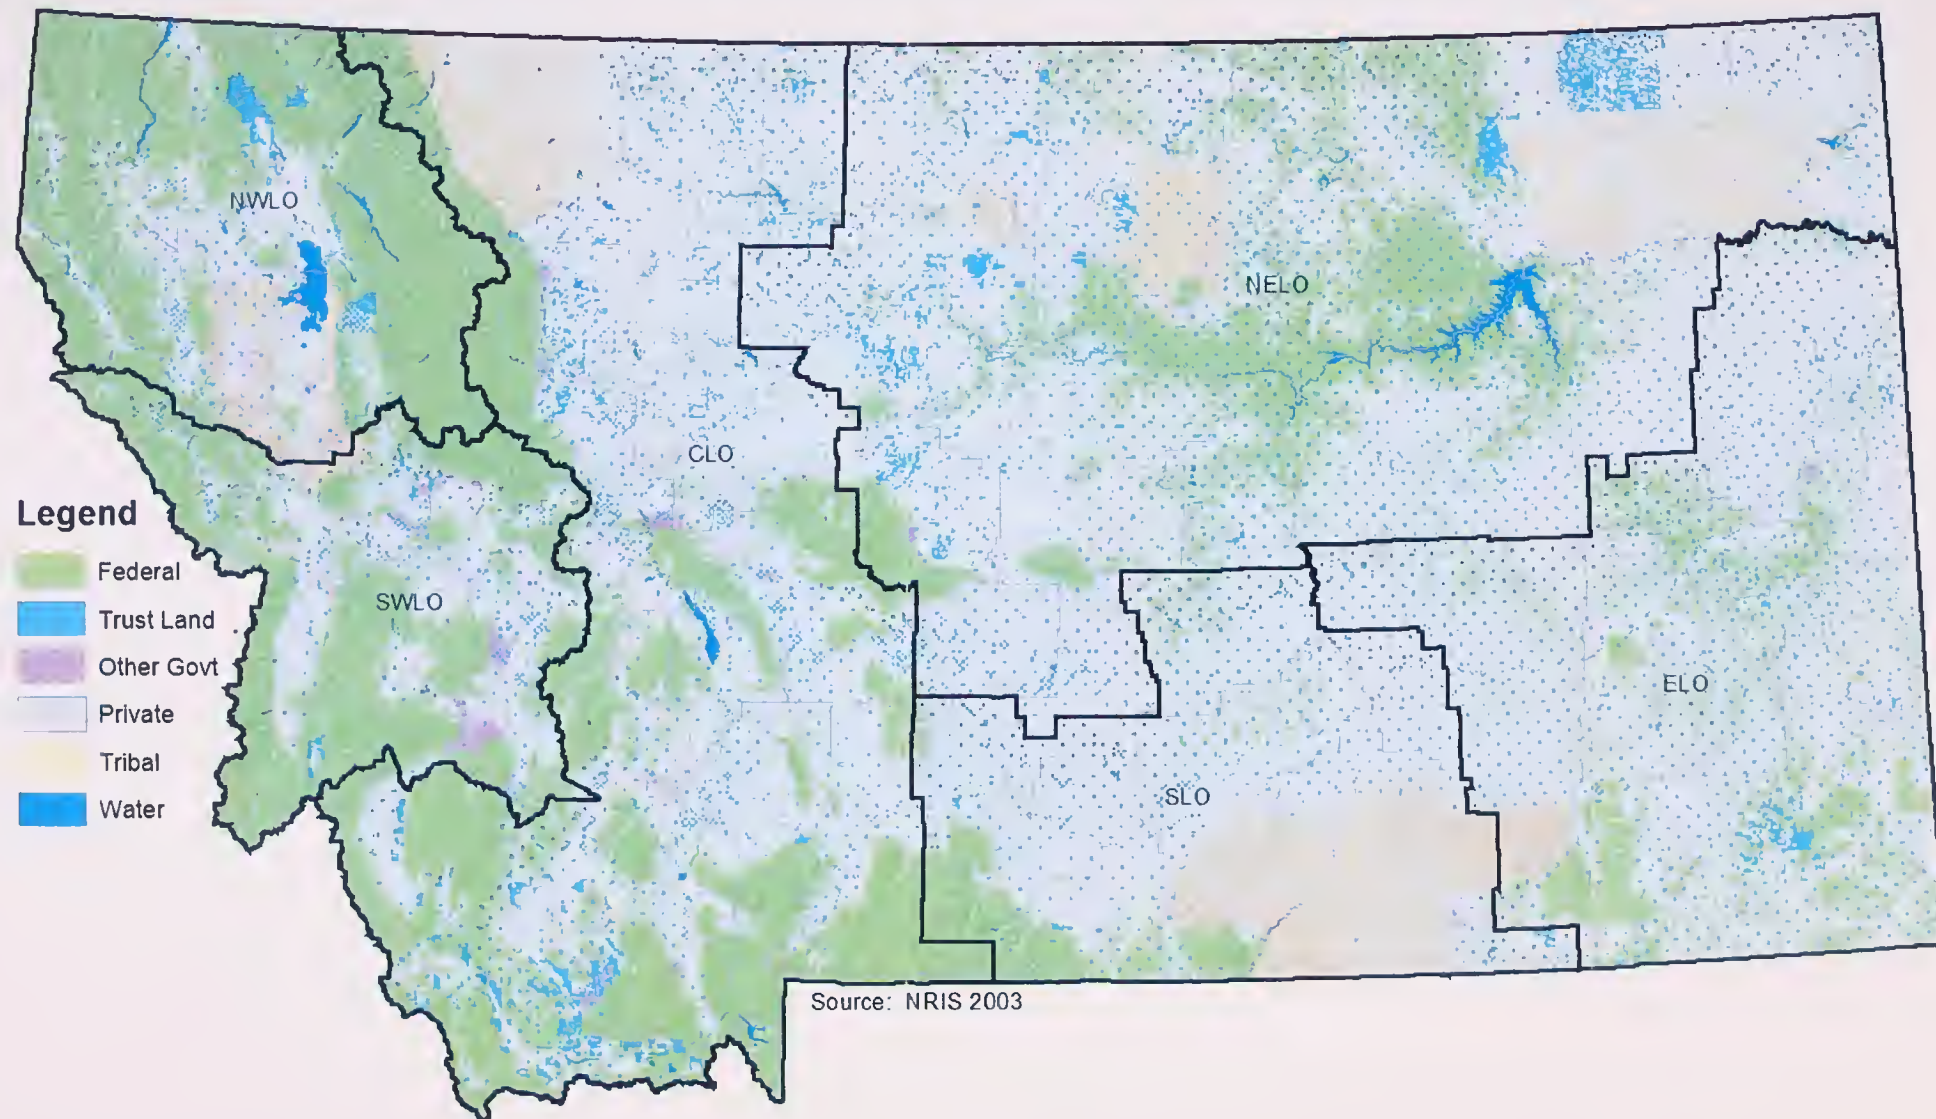 NWLO
NELO
CLO
Legend
Federal
Trust Land
Other Govt
Private
Tribal
Water
SWLO
ELO
SLO
Source: NRIS 2003